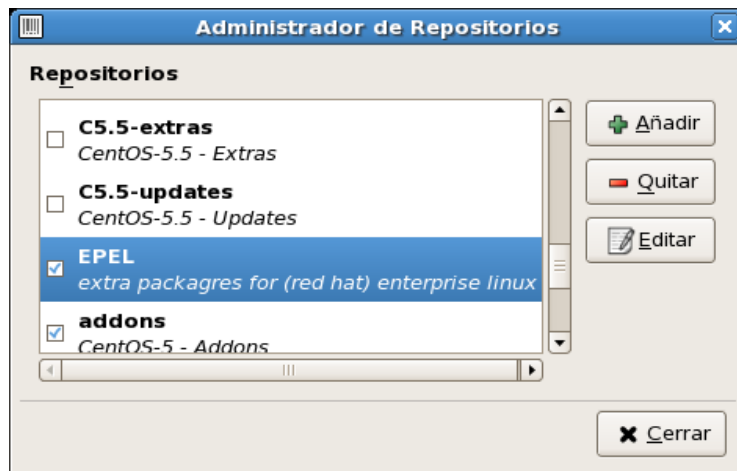 Administrador de Repositorios
Repositorios
C5.5-extras
CentOS-5.5 - Extras
C5.5-updates
CentOS-5.5 - Updates
EPEL
extra packagres for (red hat) enterprise linux
addons
CentOS-5 - Addons
Añadir
Quitar
Editar
Cerrar